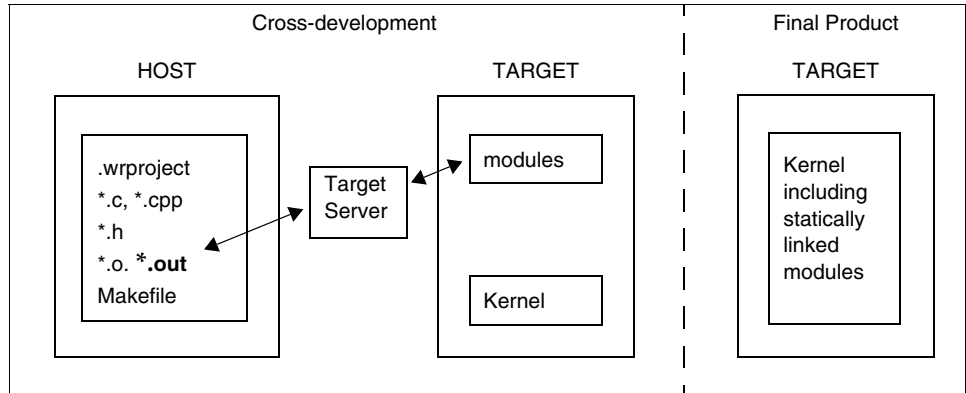 Cross-development
HOST
.wrproject
*.c, *.cpp
*.h
*.o. *.out
Makefile
Target
Server
TARGET
modules
Kernel
Final Product
TARGET
Kernel
including
statically
linked
modules